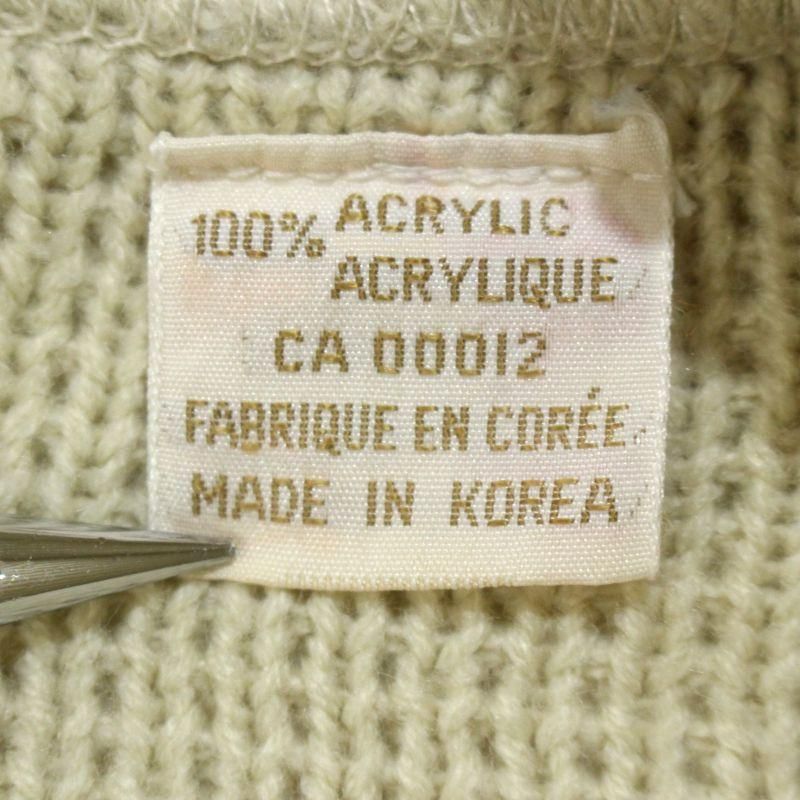 100% ACRYLIC
ACRYLIQUE
CA 00012
FABRIQUE EN CORÉE
MADE IN KOREA